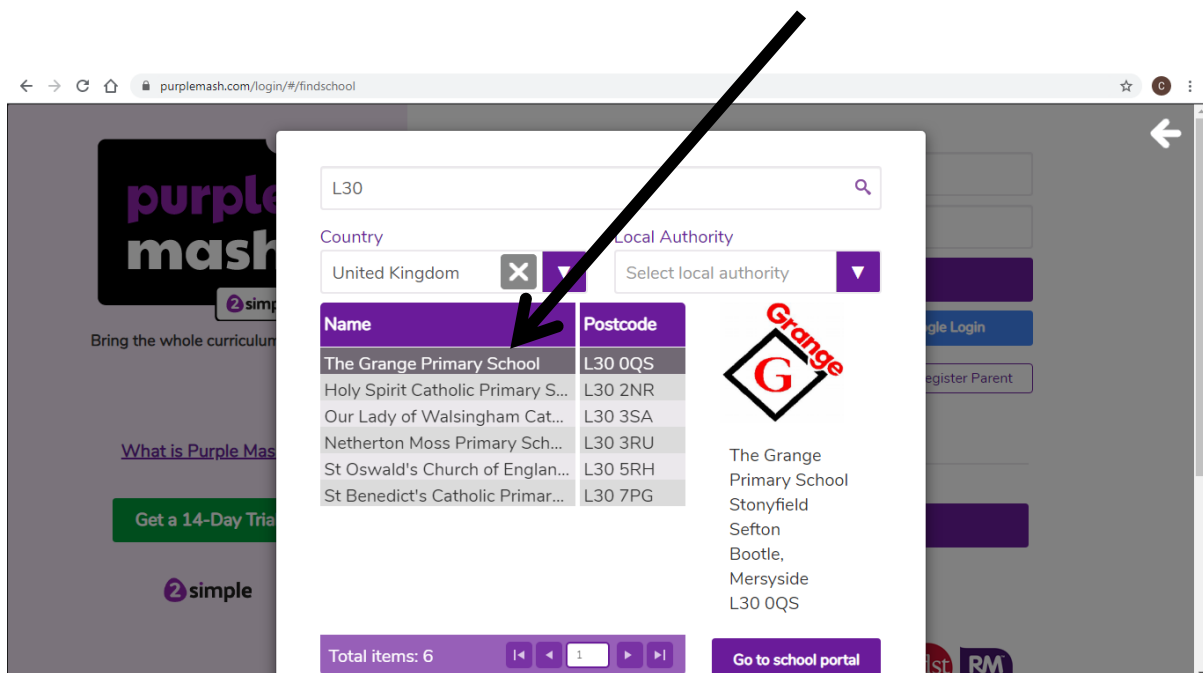 purplemash.com/login/#/findschool
C
purple
mash
2simp
Bring the whole curriculum
What is Purple Mas
Get a 14-Day Tria
2simple
L30
Country
Local Authority
United Kingdom
Select local authority
Name Postcode
The Grange Primary School L30 0QS
Holy Spirit Catholic Primary S... L30 2NR
Our Lady of Walsingham Cat... L30 3SA
Netherton Moss Primary Sch... L30 3RU
St Oswald's Church of Englan... L30 5RH
St Benedict's Catholic Primar... L30 7PG
Total items: 6
1
Grange
G
The Grange
Primary School
Stonyfield
Sefton
Bootle,
Mersyside
L30 0QS
Go to school portal
gle Login
egister Parent
1st
RM